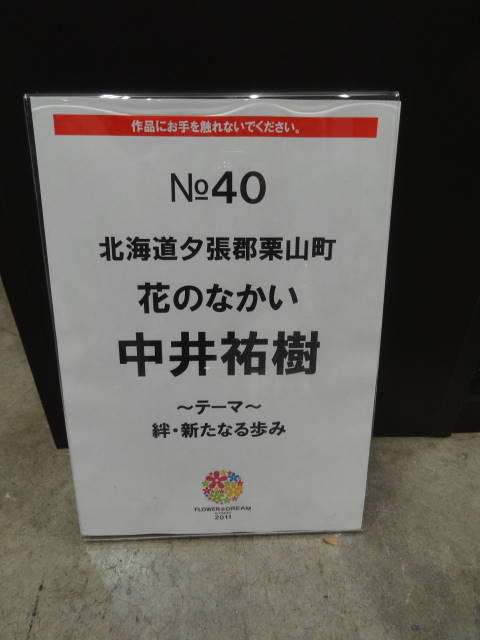 作品にお手を触れないでください。
№40
北海道夕張郡栗山町
花のなかい
中井祐樹
～テーマ～
絆・新たなる歩み
FLOWER DREAM
2011